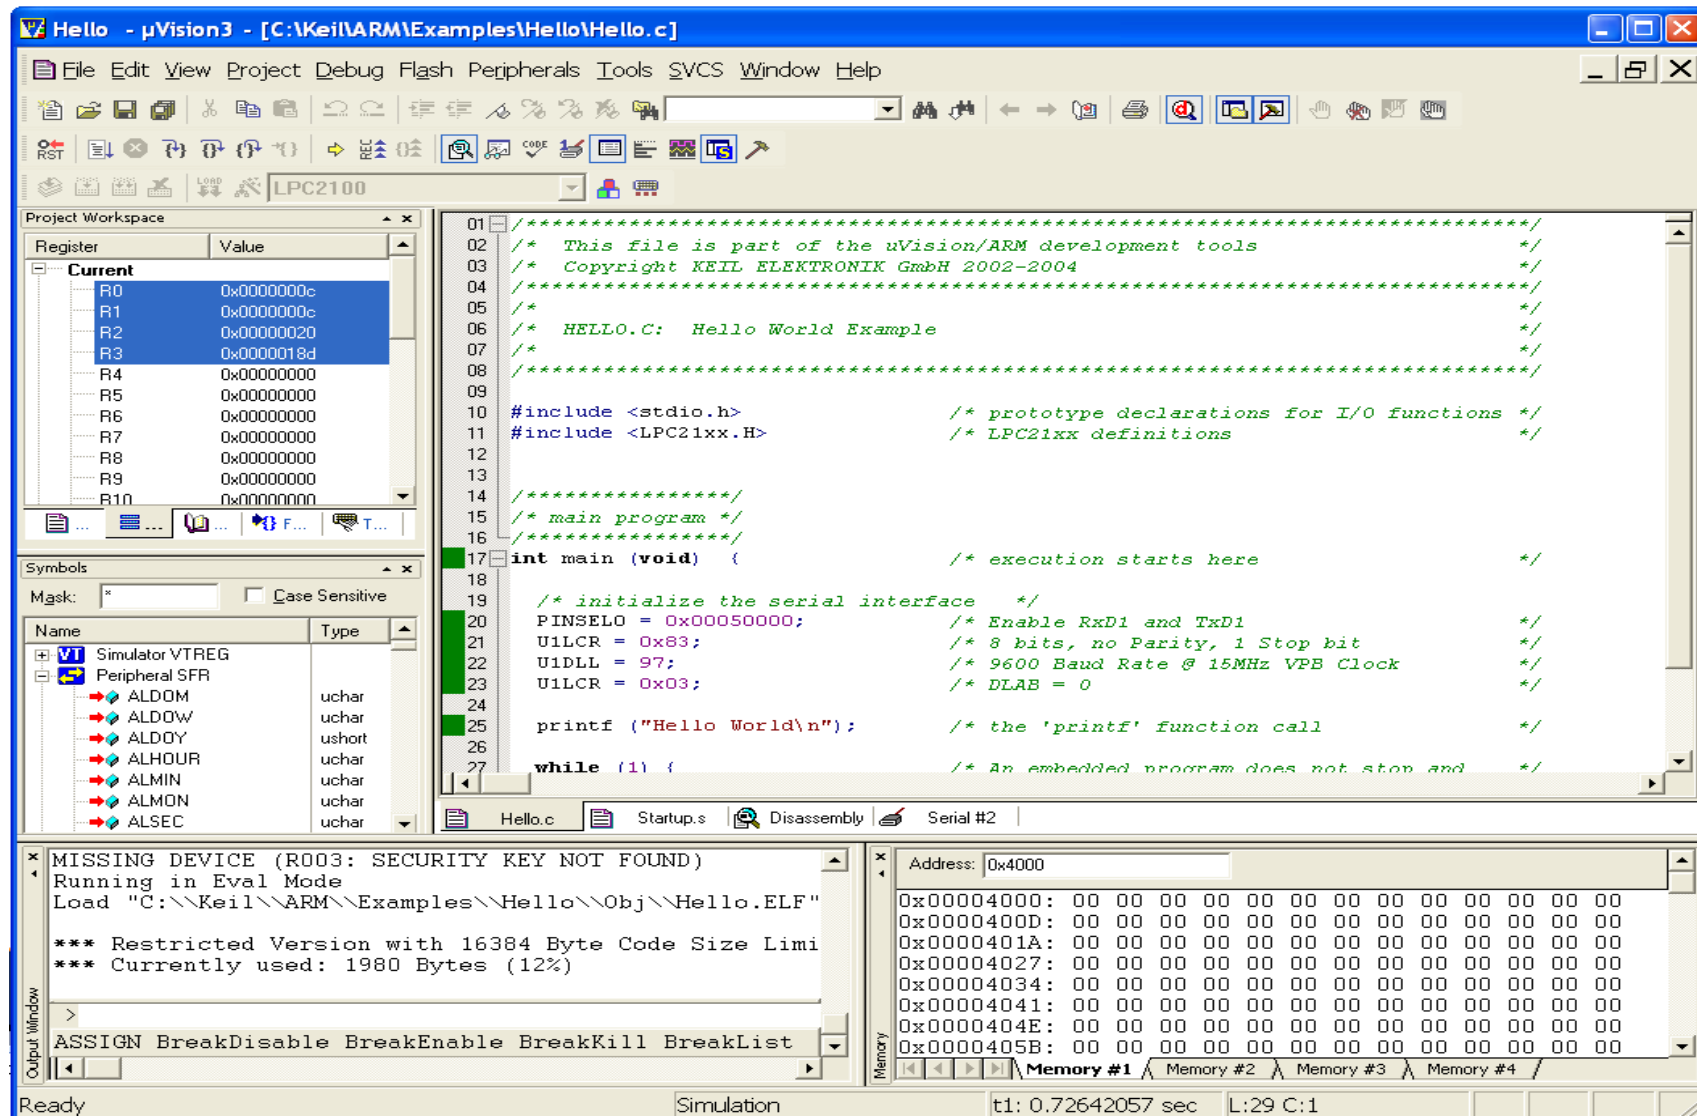 Hello - µVision3 - [C:\Keil\ARM\Examples\Hello\Hello.c]
File Edit View Project Debug Flash Peripherals Tools SVCS Window Help
RST CODE
LOAD LPC2100
Project Workspace
Register Value
Current
R0 0x0000000c
R1 0x0000000c
R2 0x00000020
R3 0x0000018d
R4 0x00000000
R5 0x00000000
R6 0x00000000
R7 0x00000000
R8 0x00000000
R9 0x00000000
R10 0x00000000
... ... ... F... T...
Symbols
Mask: * Case Sensitive
Name Type
VT Simulator VTREG
Peripheral SFR
ALDOM uchar
ALDOW uchar
ALDOY ushort
ALHOUR uchar
ALMIN uchar
ALMON uchar
ALSEC uchar
01 /******************************************************************************/
02 /* This file is part of the uVision/ARM development tools */
03 /* Copyright KEIL ELEKTRONIK GmbH 2002-2004 */
04 /******************************************************************************/
05 /* */
06 /* HELLO.C: Hello World Example */
07 /* */
08 /******************************************************************************/
09
10 #include <stdio.h> /* prototype declarations for I/O functions */
11 #include <LPC21xx.H> /* LPC21xx definitions */
12
13
14 /****************/
15 /* main program */
16 /****************/
17 int main (void) { /* execution starts here */
18
19 /* initialize the serial interface */
20 PINSEL0 = 0x00050000; /* Enable RxD1 and TxD1 */
21 U1LCR = 0x83; /* 8 bits, no Parity, 1 Stop bit */
22 U1DLL = 97; /* 9600 Baud Rate @ 15MHz VPB Clock */
23 U1LCR = 0x03; /* DLAB = 0 */
24
25 printf ("Hello World\n"); /* the 'printf' function call */
26
27 while (1) { /* An embedded program does not stop and */
Hello.c Startup.s Disassembly Serial #2
MISSING DEVICE (R003: SECURITY KEY NOT FOUND)
Running in Eval Mode
Load "C:\\Keil\\ARM\\Examples\\Hello\\Obj\\Hello.ELF"
*** Restricted Version with 16384 Byte Code Size Limi
*** Currently used: 1980 Bytes (12%)
>
ASSIGN BreakDisable BreakEnable BreakKill BreakList
Output Window
Address: 0x4000
0x00004000: 00 00 00 00 00 00 00 00 00 00 00 00 00
0x0000400D: 00 00 00 00 00 00 00 00 00 00 00 00 00
0x0000401A: 00 00 00 00 00 00 00 00 00 00 00 00 00
0x00004027: 00 00 00 00 00 00 00 00 00 00 00 00 00
0x00004034: 00 00 00 00 00 00 00 00 00 00 00 00 00
0x00004041: 00 00 00 00 00 00 00 00 00 00 00 00 00
0x0000404E: 00 00 00 00 00 00 00 00 00 00 00 00 00
0x0000405B: 00 00 00 00 00 00 00 00 00 00 00 00 00
Memory
Memory #1 Memory #2 Memory #3 Memory #4
Ready Simulation t1: 0.72642057 sec L:29 C:1